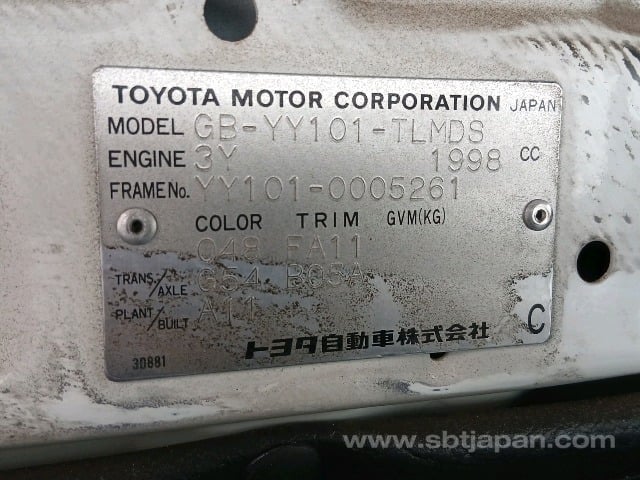 TOYOTA MOTOR CORPORATION JAPAN
MODEL GB-YY101-TLMDS
ENGINE 3Y 1998 CC
FRAME No. YY101-0005261
COLOR TRIM GVM(KG)
048 FA11
TRANS./AXLE G54 B05A
PLANT/BUILT A11
トヨタ自動車株式会社 C
30881
www.sbtjapan.com